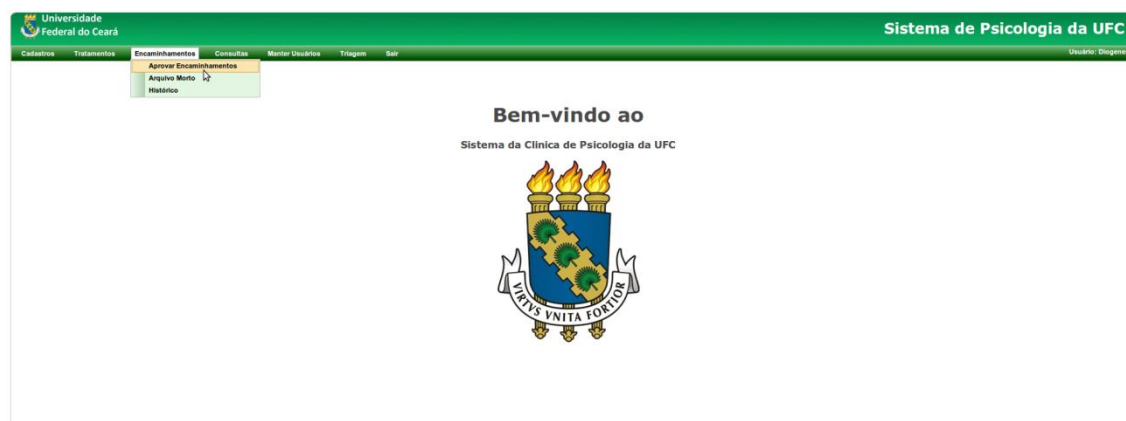 Universidade
Federal do Ceará
Sistema de Psicologia da UFC
Cadastros Tratamentos Encaminhamentos Consultas Manter Usuários Triagem Sair
Usuário: Diogene
Aprovar Encaminhamentos
Arquivo Morto
Histórico
Bem-vindo ao
Sistema da Clinica de Psicologia da UFC
VIRTVS VNITA FORTIOR